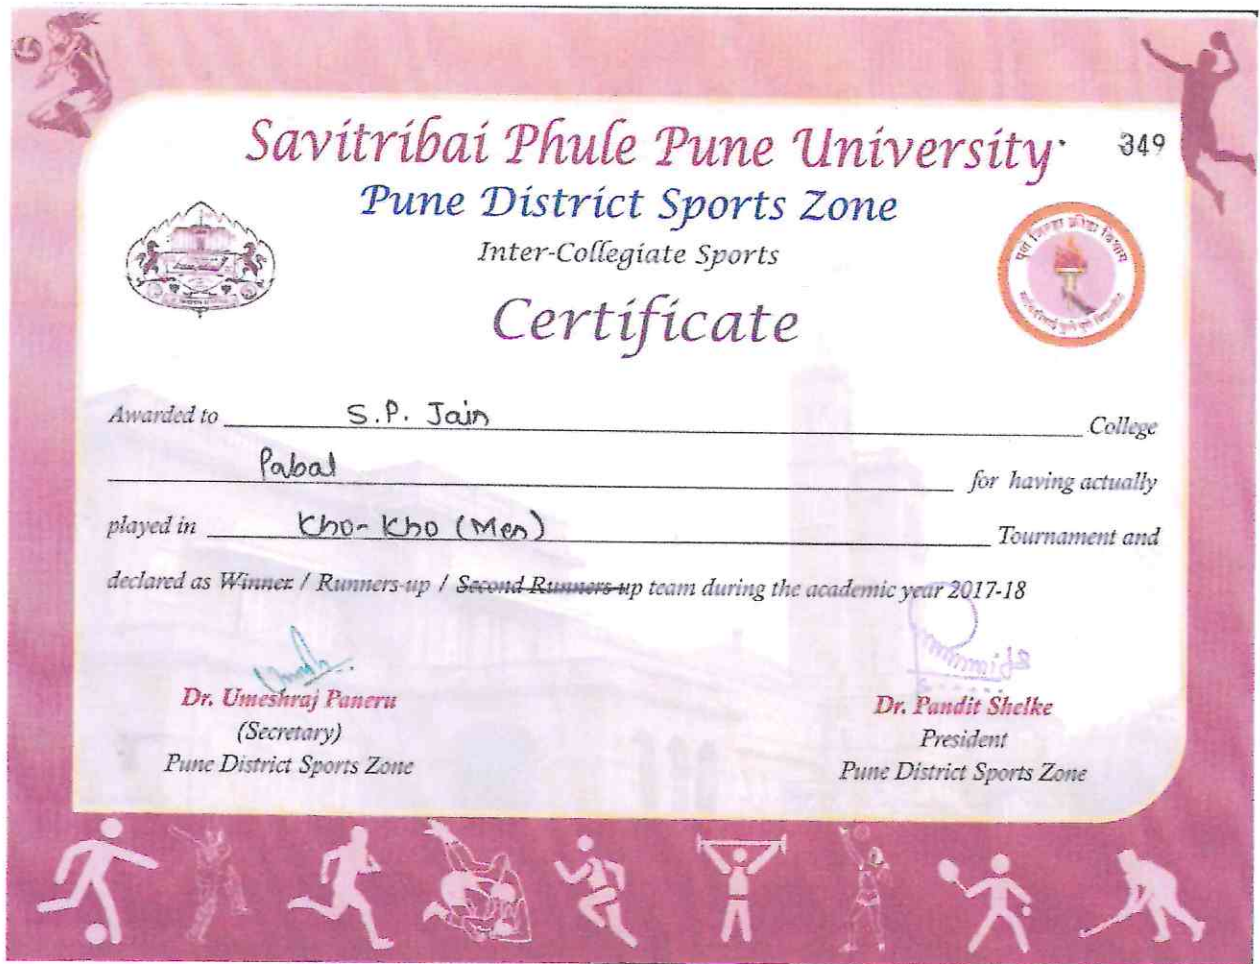 Savitribai Phule Pune University
349
Pune District Sports Zone
Inter-Collegiate Sports
Certificate
Awarded to S.P. Jain College
Pabal for having actually
played in Kho-Kho (Men) Tournament and
declared as Winner / Runners-up / Second Runners-up team during the academic year 2017-18
Dr. Umeshraj Paneru
(Secretary)
Pune District Sports Zone
Dr. Pandit Shelke
President
Pune District Sports Zone